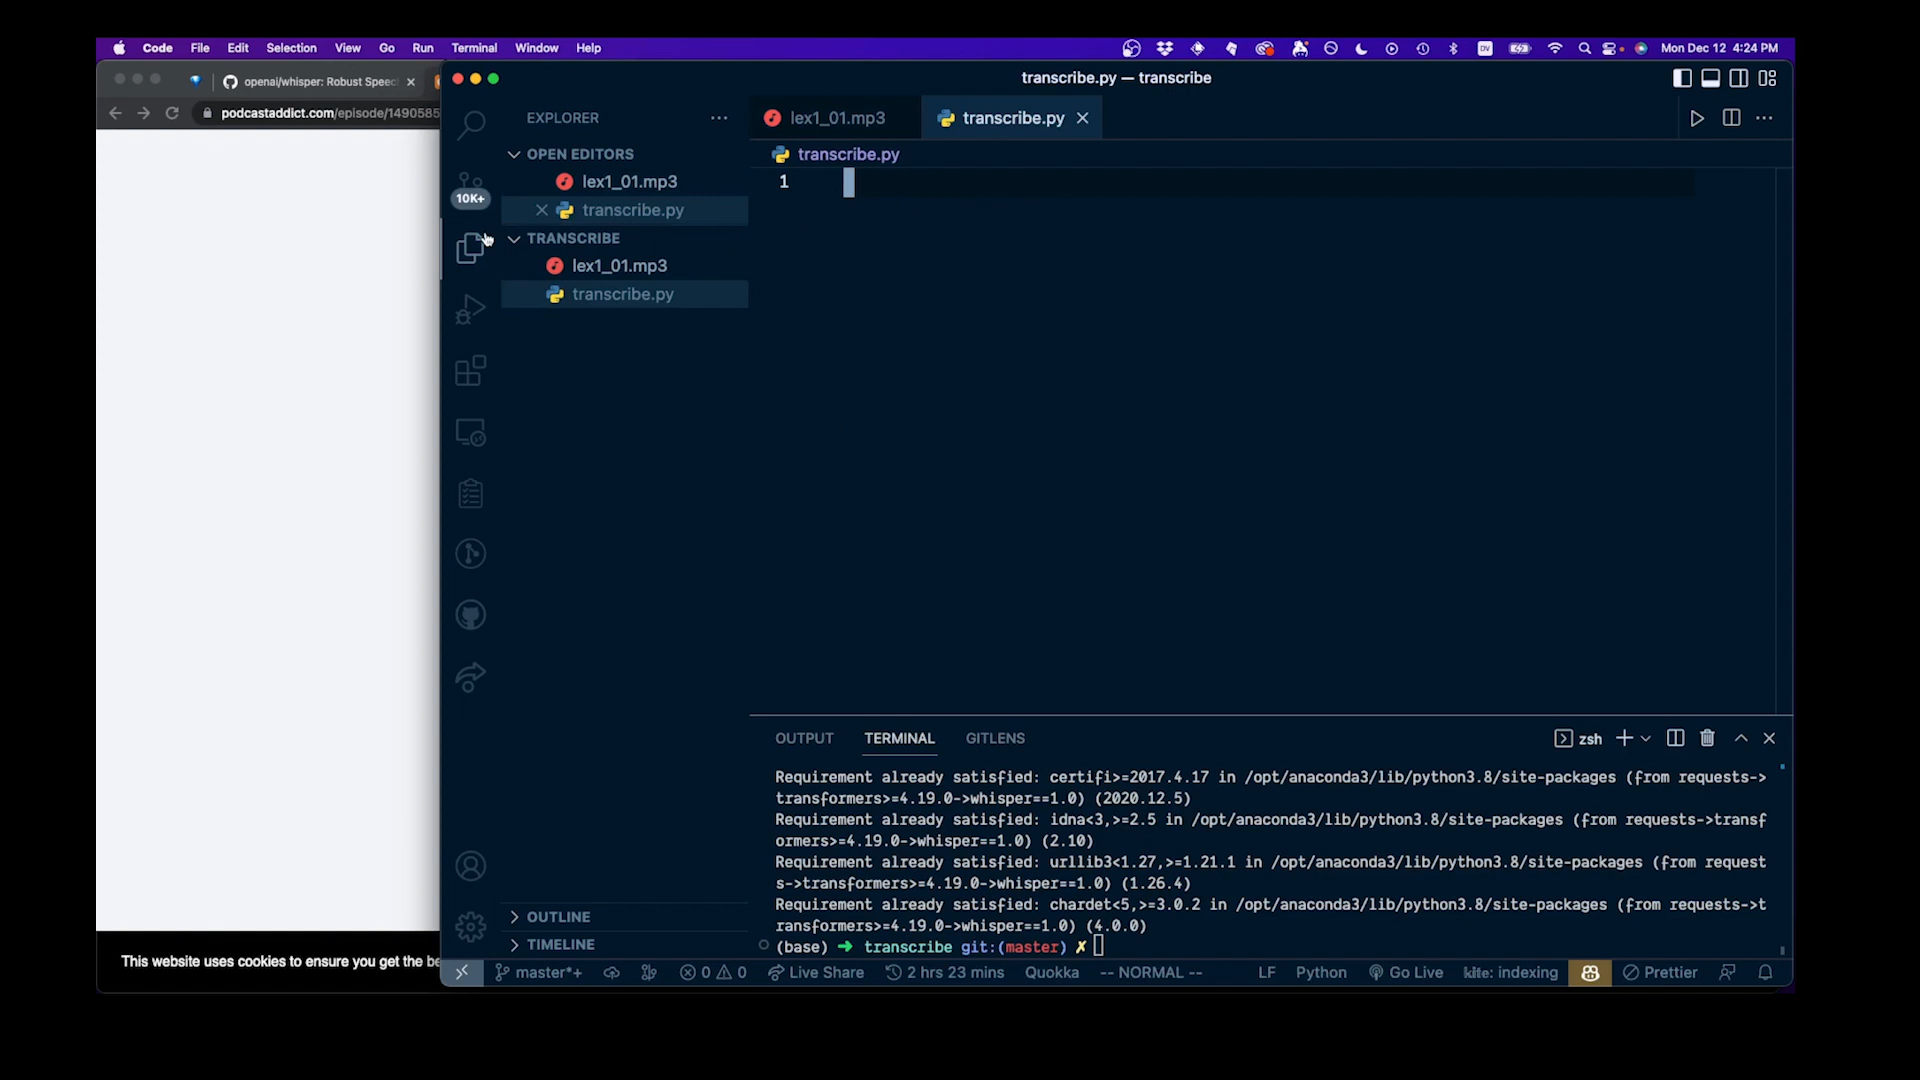 Code File Edit Selection View Go Run Terminal Window Help
DV
Mon Dec 12 4:24 PM
openai/whisper: Robust Speec
podcastaddict.com/episode/1490585
This website uses cookies to ensure you get the be
transcribe.py — transcribe
EXPLORER
OPEN EDITORS
lex1_01.mp3
transcribe.py
TRANSCRIBE
lex1_01.mp3
transcribe.py
10K+
OUTLINE
TIMELINE
lex1_01.mp3
transcribe.py
transcribe.py
1
OUTPUT TERMINAL GITLENS
zsh
Requirement already satisfied: certifi>=2017.4.17 in /opt/anaconda3/lib/python3.8/site-packages (from requests->
transformers>=4.19.0->whisper==1.0) (2020.12.5)
Requirement already satisfied: idna<3,>=2.5 in /opt/anaconda3/lib/python3.8/site-packages (from requests->transf
ormers>=4.19.0->whisper==1.0) (2.10)
Requirement already satisfied: urllib3<1.27,>=1.21.1 in /opt/anaconda3/lib/python3.8/site-packages (from request
s->transformers>=4.19.0->whisper==1.0) (1.26.4)
Requirement already satisfied: chardet<5,>=3.0.2 in /opt/anaconda3/lib/python3.8/site-packages (from requests->t
ransformers>=4.19.0->whisper==1.0) (4.0.0)
(base) ➜ transcribe git:(master) ✗
master*+ 0 0 Live Share 2 hrs 23 mins Quokka -- NORMAL -- LF Python Go Live kite: indexing Prettier